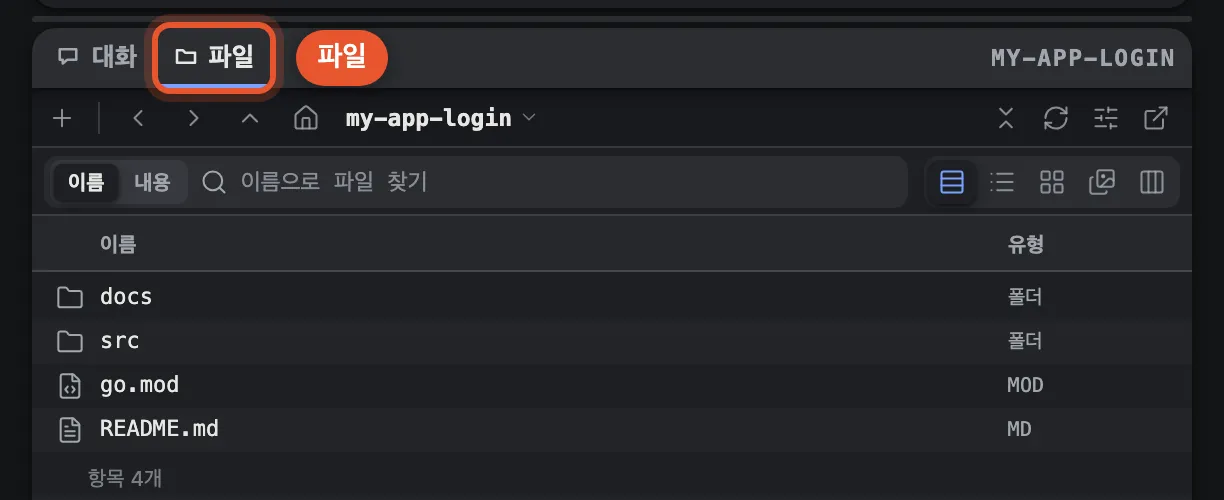 대화 파일 파일 MY-APP-LOGIN
my-app-login
이름 내용 이름으로 파일 찾기
이름 유형
docs 폴더
src 폴더
go.mod MOD
README.md MD
항목 4개